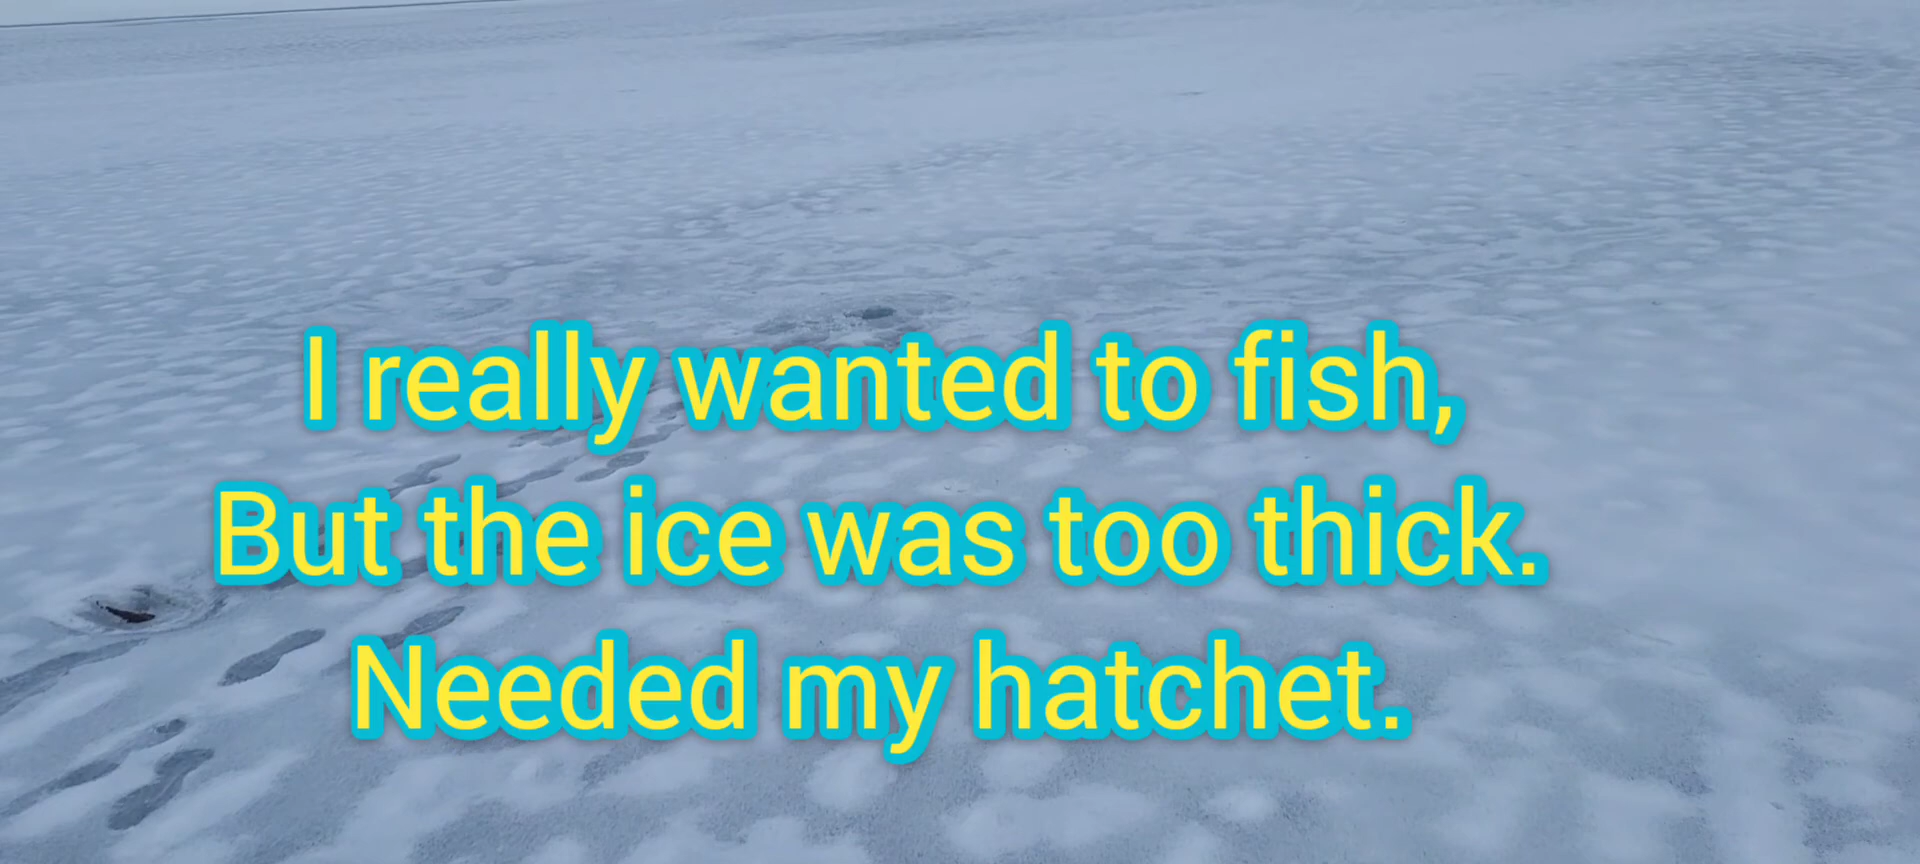 I really wanted to fish,
But the ice was too thick.
Needed my hatchet.